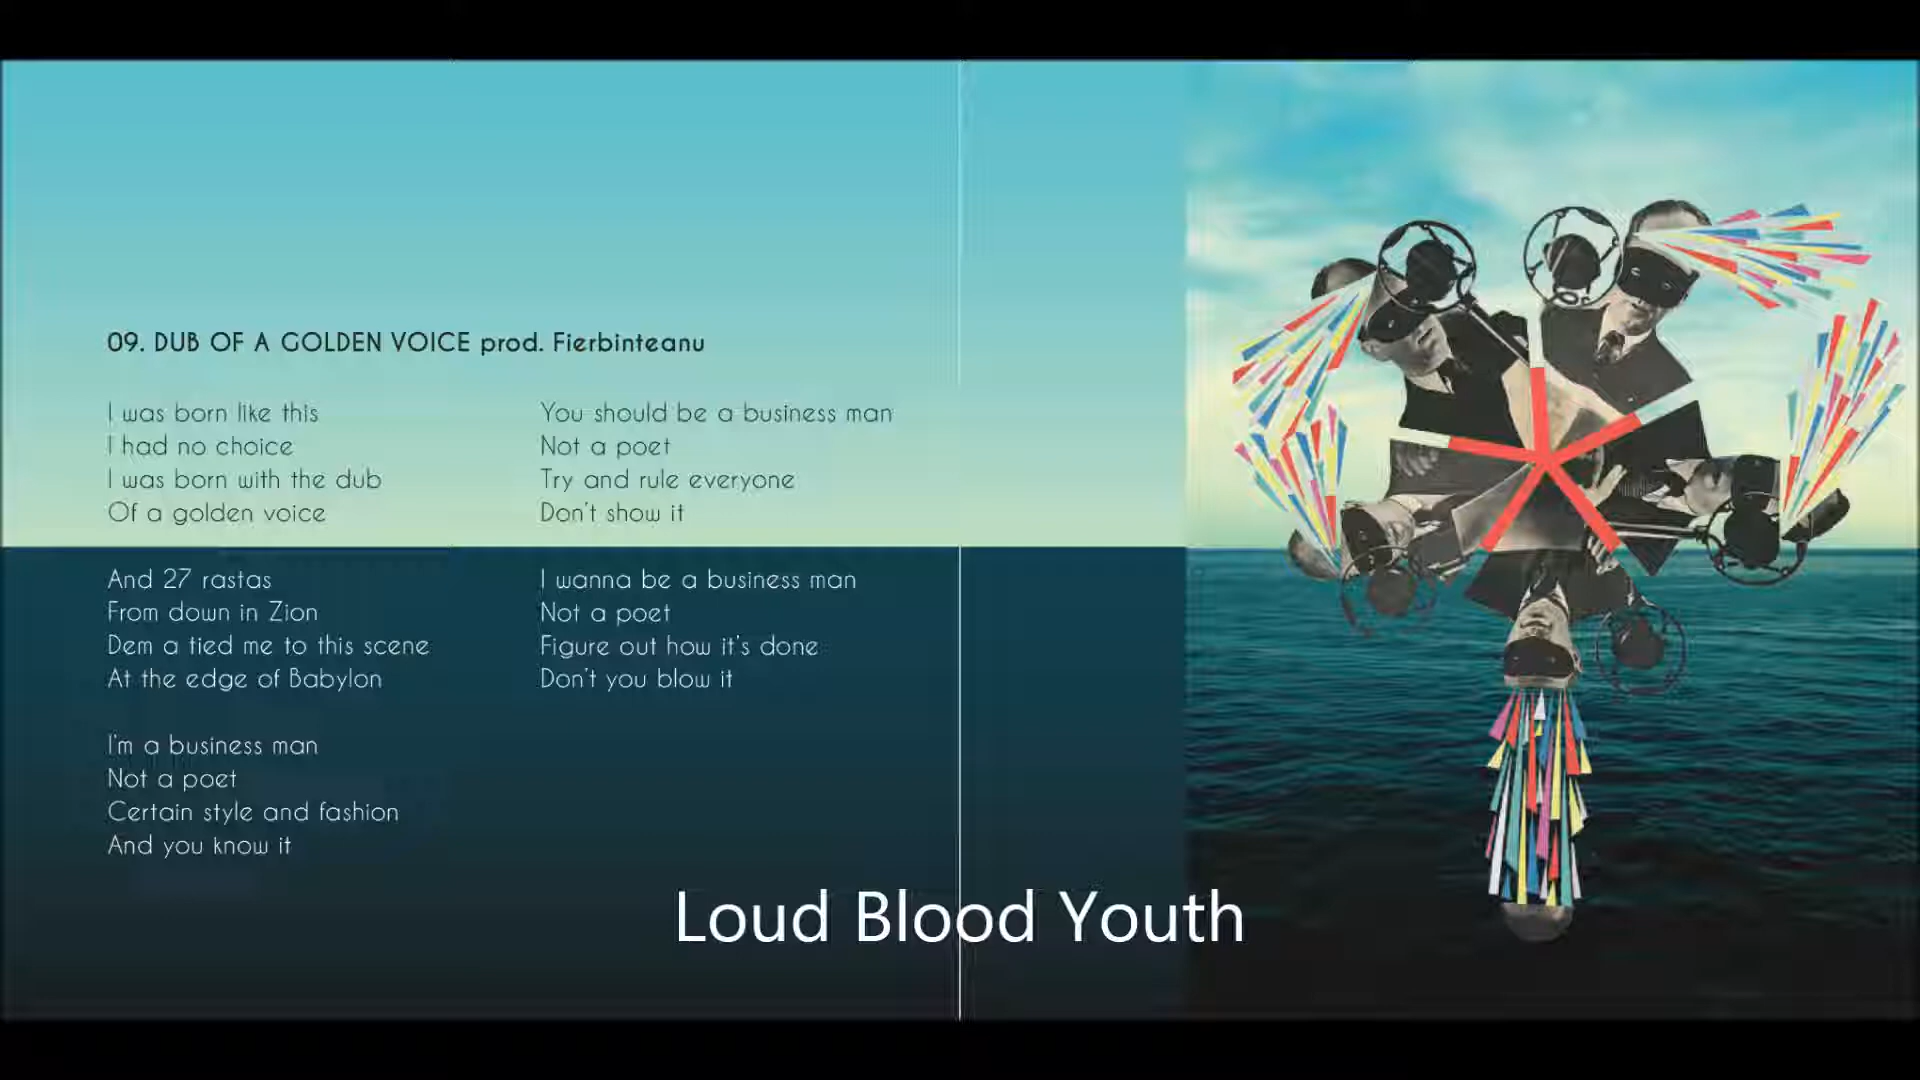 09. DUB OF A GOLDEN VOICE prod. Fierbinteanu
I was born like this
I had no choice
I was born with the dub
Of a golden voice
And 27 rastas
From down in Zion
Dem a tied me to this scene
At the edge of Babylon
I'm a business man
Not a poet
Certain style and fashion
And you know it
You should be a business man
Not a poet
Try and rule everyone
Don't show it
I wanna be a business man
Not a poet
Figure out how it's done
Don't you blow it
Loud Blood Youth